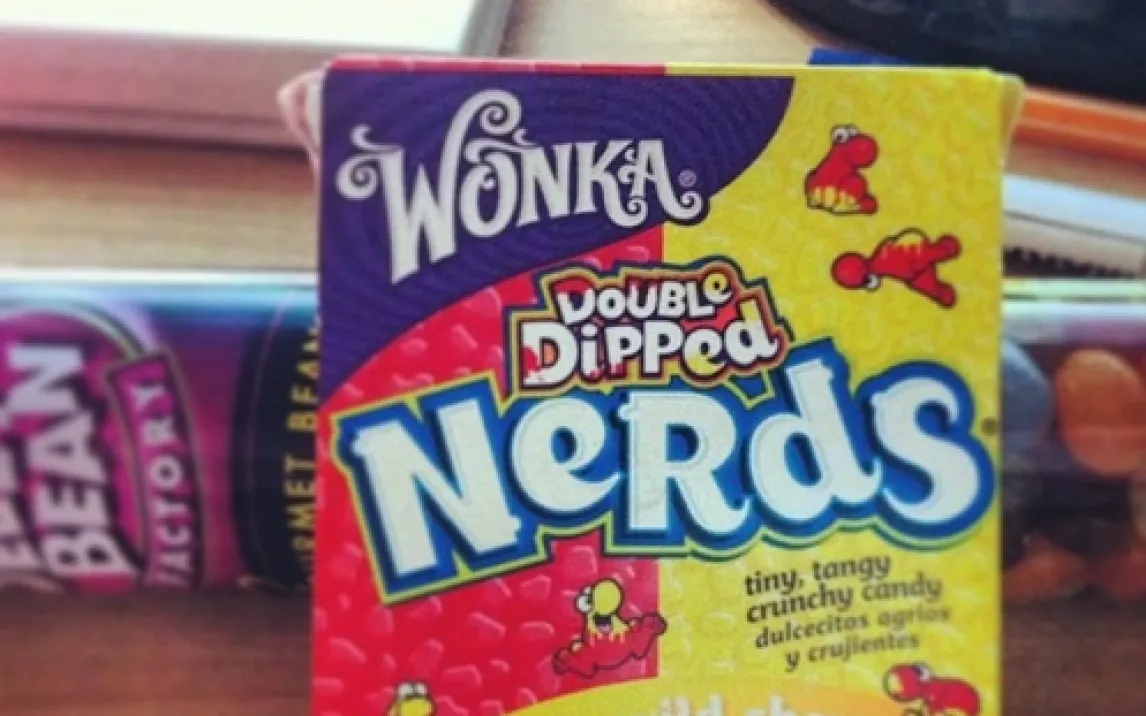 WONKA®
DOUBLe
DiPPed
NeRdS
tiny, tangy
crunchy candy
dulcecitos agrios
y crujientes
BEAN
FACTORY